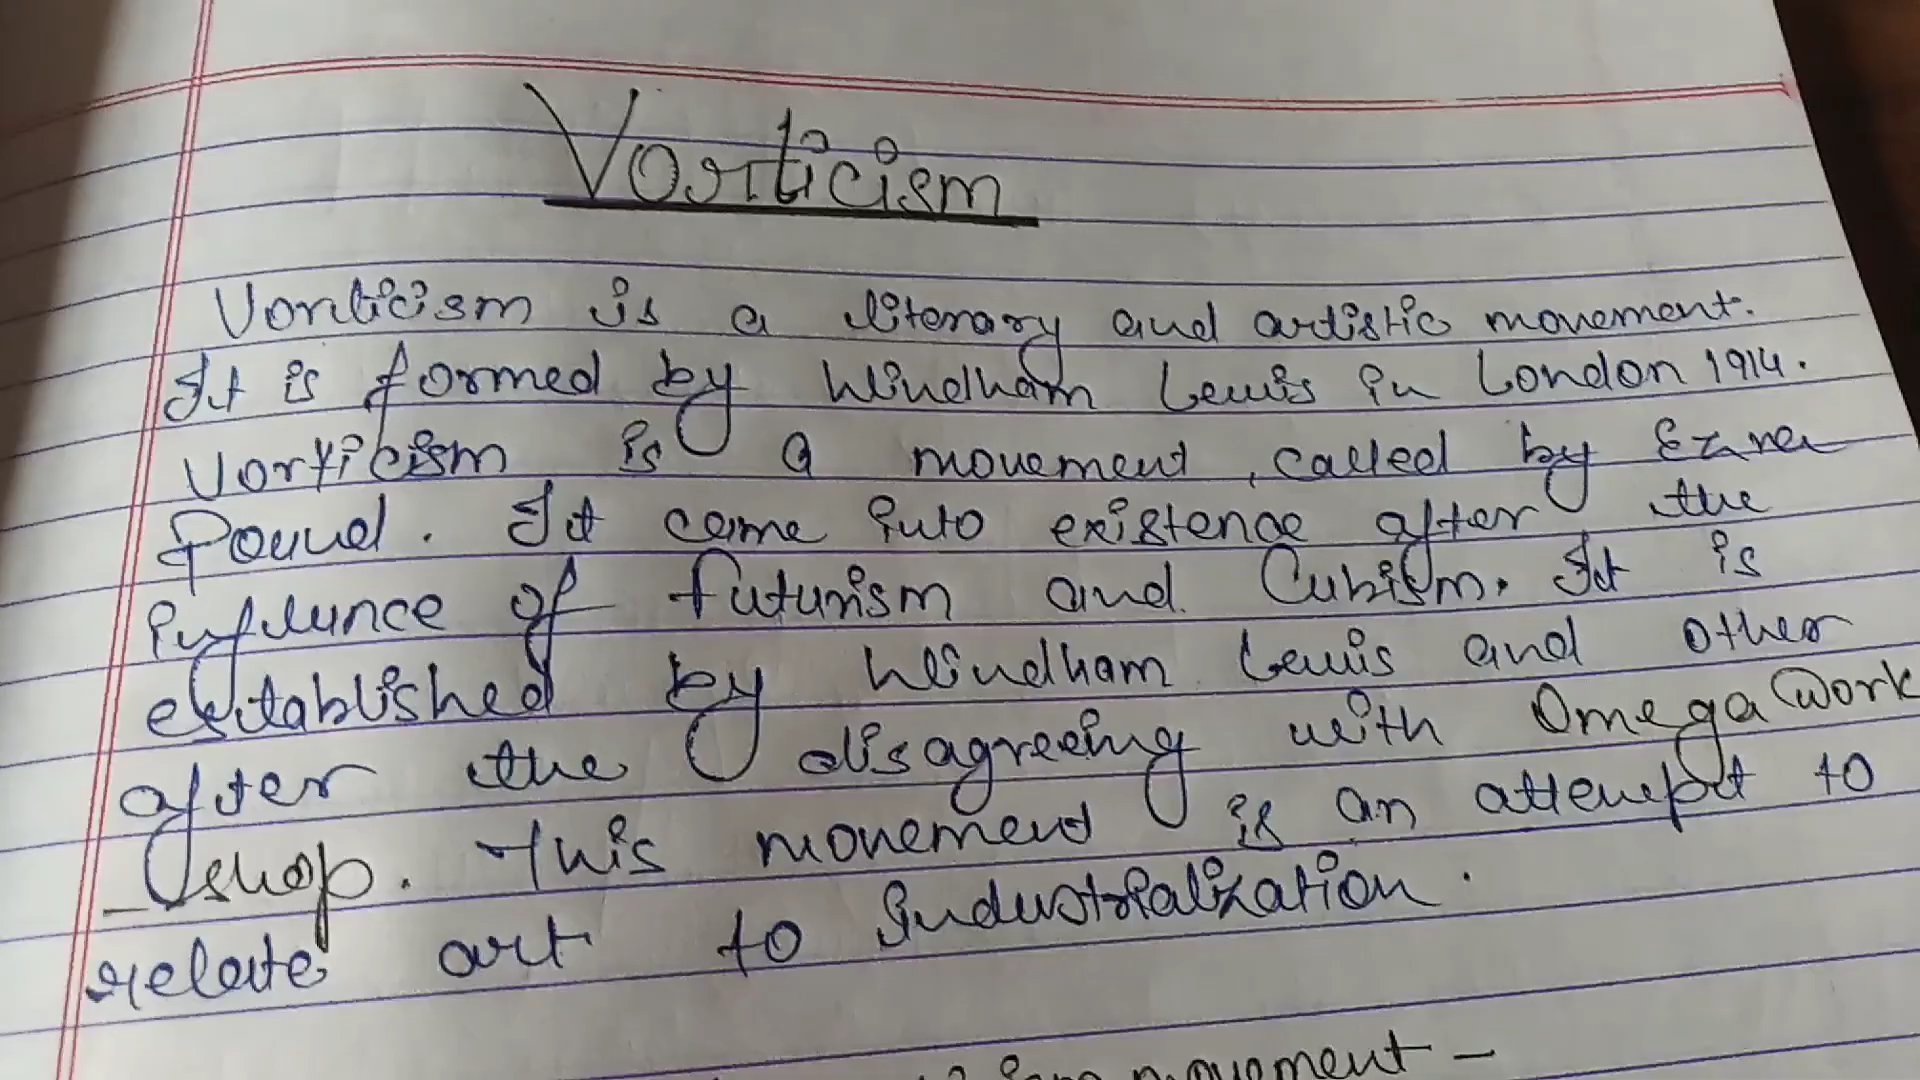 Vorticism
Vorticism is a literary and artistic movement.
It is formed by Windham Lewis in London 1914.
Vorticism is a movement, called by Ezra
Pound. It came into existence after the
influnce of futurism and Cubism. It is
established by Windham Lewis and other
after the disagreeing with Omega Work
shop. This movement is an attempt to
relate art to Industrialization.
movement -